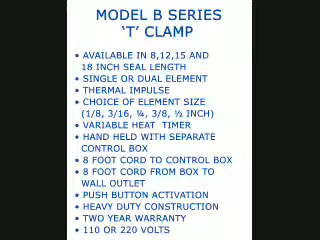 MODEL B SERIES
‘T’ CLAMP
• AVAILABLE IN 8,12,15 AND
18 INCH SEAL LENGTH
• SINGLE OR DUAL ELEMENT
• THERMAL IMPULSE
• CHOICE OF ELEMENT SIZE
(1/8, 3/16, ¼, 3/8, ½ INCH)
• VARIABLE HEAT  TIMER
• HAND HELD WITH SEPARATE
CONTROL BOX
• 8 FOOT CORD TO CONTROL BOX
• 8 FOOT CORD FROM BOX TO
WALL OUTLET
• PUSH BUTTON ACTIVATION
• HEAVY DUTY CONSTRUCTION
• TWO YEAR WARRANTY
• 110 OR 220 VOLTS